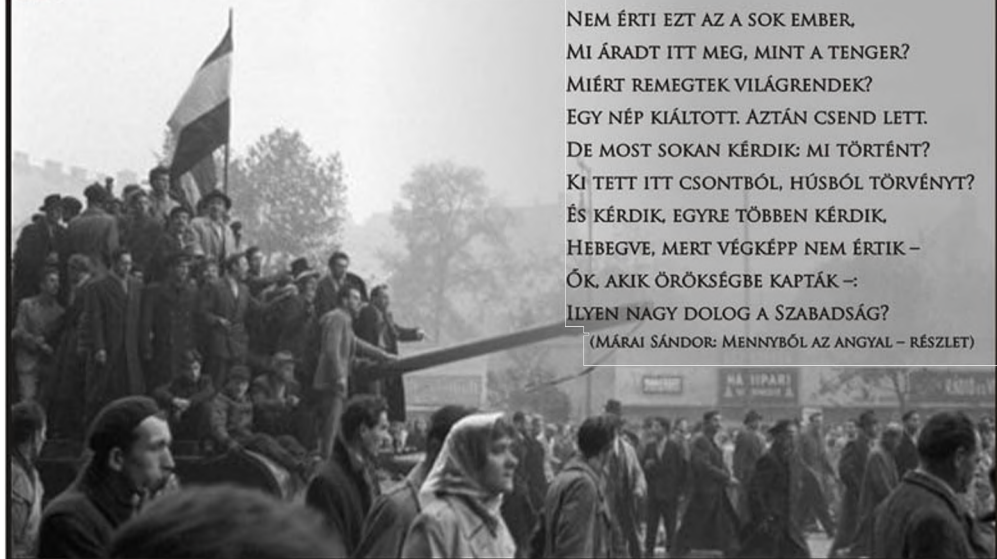 NEM ÉRTI EZT AZ A SOK EMBER,
MI ÁRADT ITT MEG, MINT A TENGER?
MIÉRT REMEGTEK VILÁGRENDEK?
EGY NÉP KIÁLTOTT. AZTÁN CSEND LETT.
DE MOST SOKAN KÉRDIK: MI TÖRTÉNT?
KI TETT ITT CSONTBÓL, HÚSBÓL TÖRVÉNYT?
ÉS KÉRDIK, EGYRE TÖBBEN KÉRDIK,
HEBEGVE, MERT VÉGKÉPP NEM ÉRTIK –
ŐK, AKIK ÖRÖKSÉGBE KAPTÁK –:
ILYEN NAGY DOLOG A SZABADSÁG?
(MÁRAI SÁNDOR: MENNYBŐL AZ ANGYAL – RÉSZLET)